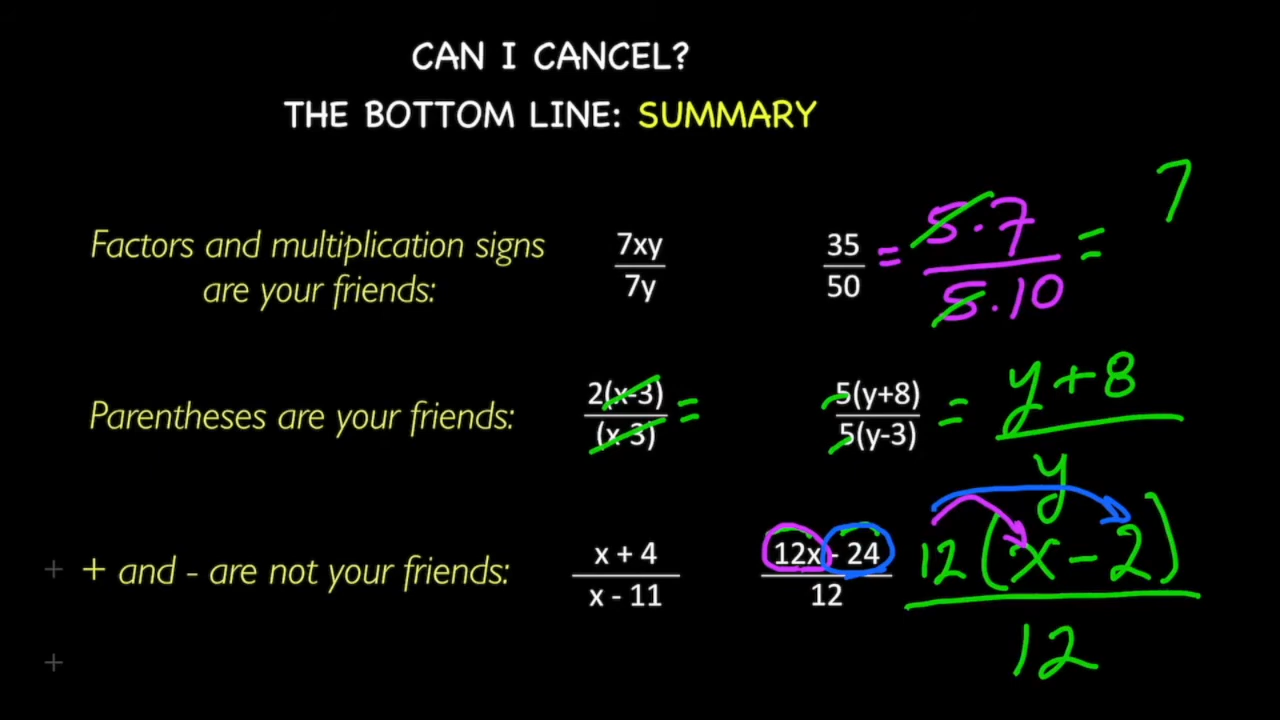 CAN I CANCEL?
THE BOTTOM LINE: SUMMARY
Factors and multiplication signs
are your friends:
7xy
7y
35
50
= 5·7
5·10
= 7
Parentheses are your friends:
2(x-3)
(x-3)
=
5(y+8)
5(y-3)
= y+8
y
+ and - are not your friends:
x + 4
x - 11
12x - 24
12
12(x-2)
12